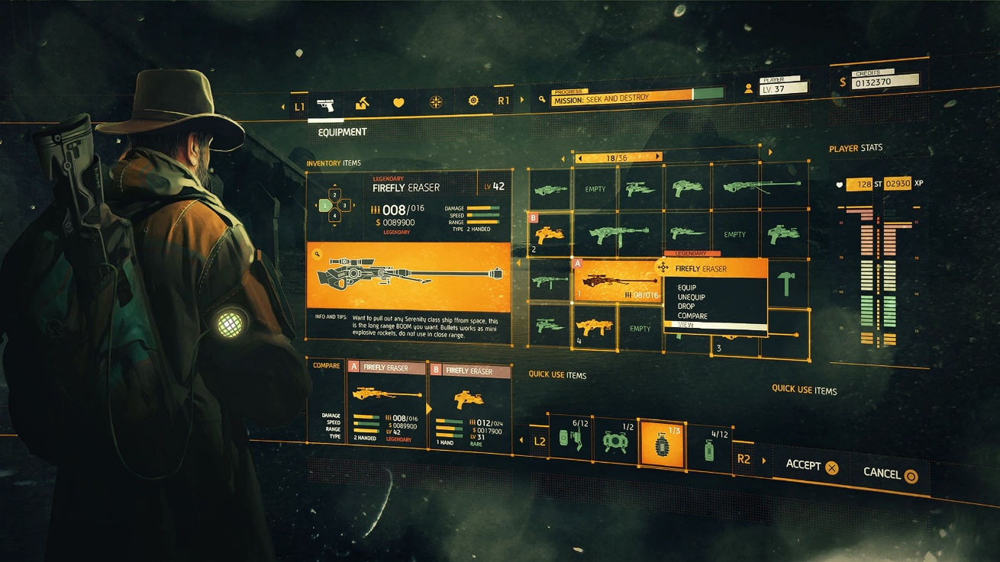 L1
R1
PROGRESS
MISSION: SEEK AND DESTROY
PLAYER
LV. 37
CREDITS
$ 0132370
EQUIPMENT
INVENTORY ITEMS
2
1 3
4
LEGENDARY
FIREFLY ERASER
LV 42
008/016
$ 0089900
LEGENDARY
DAMAGE
SPEED
RANGE
TYPE 2 HANDED
INFO AND TIPS: Want to pull out any Serenity class ship ffrom space, this
is the long range BOOM you want. Bullets works as mini
explosive rockets, do not use in close range.
18/36
EMPTY
B
2
EMPTY
A
1
08/016
LEGENDARY
FIREFLY ERASER
EQUIP
UNEQUIP
DROP
COMPARE
VIEW
4
EMPTY
3
PLAYER STATS
128 ST 02930 XP
COMPARE
A FIREFLY ERASER
B FIREFLY ERASER
DAMAGE
SPEED
RANGE
TYPE
008/016
$ 0089900
LV 42
2 HANDED LEGENDARY
012/024
$ 0017900
LV 31
1 HAND RARE
QUICK USE ITEMS
QUICK USE ITEMS
L2
6/12
1/2
1/3
4/12
R2
ACCEPT
CANCEL